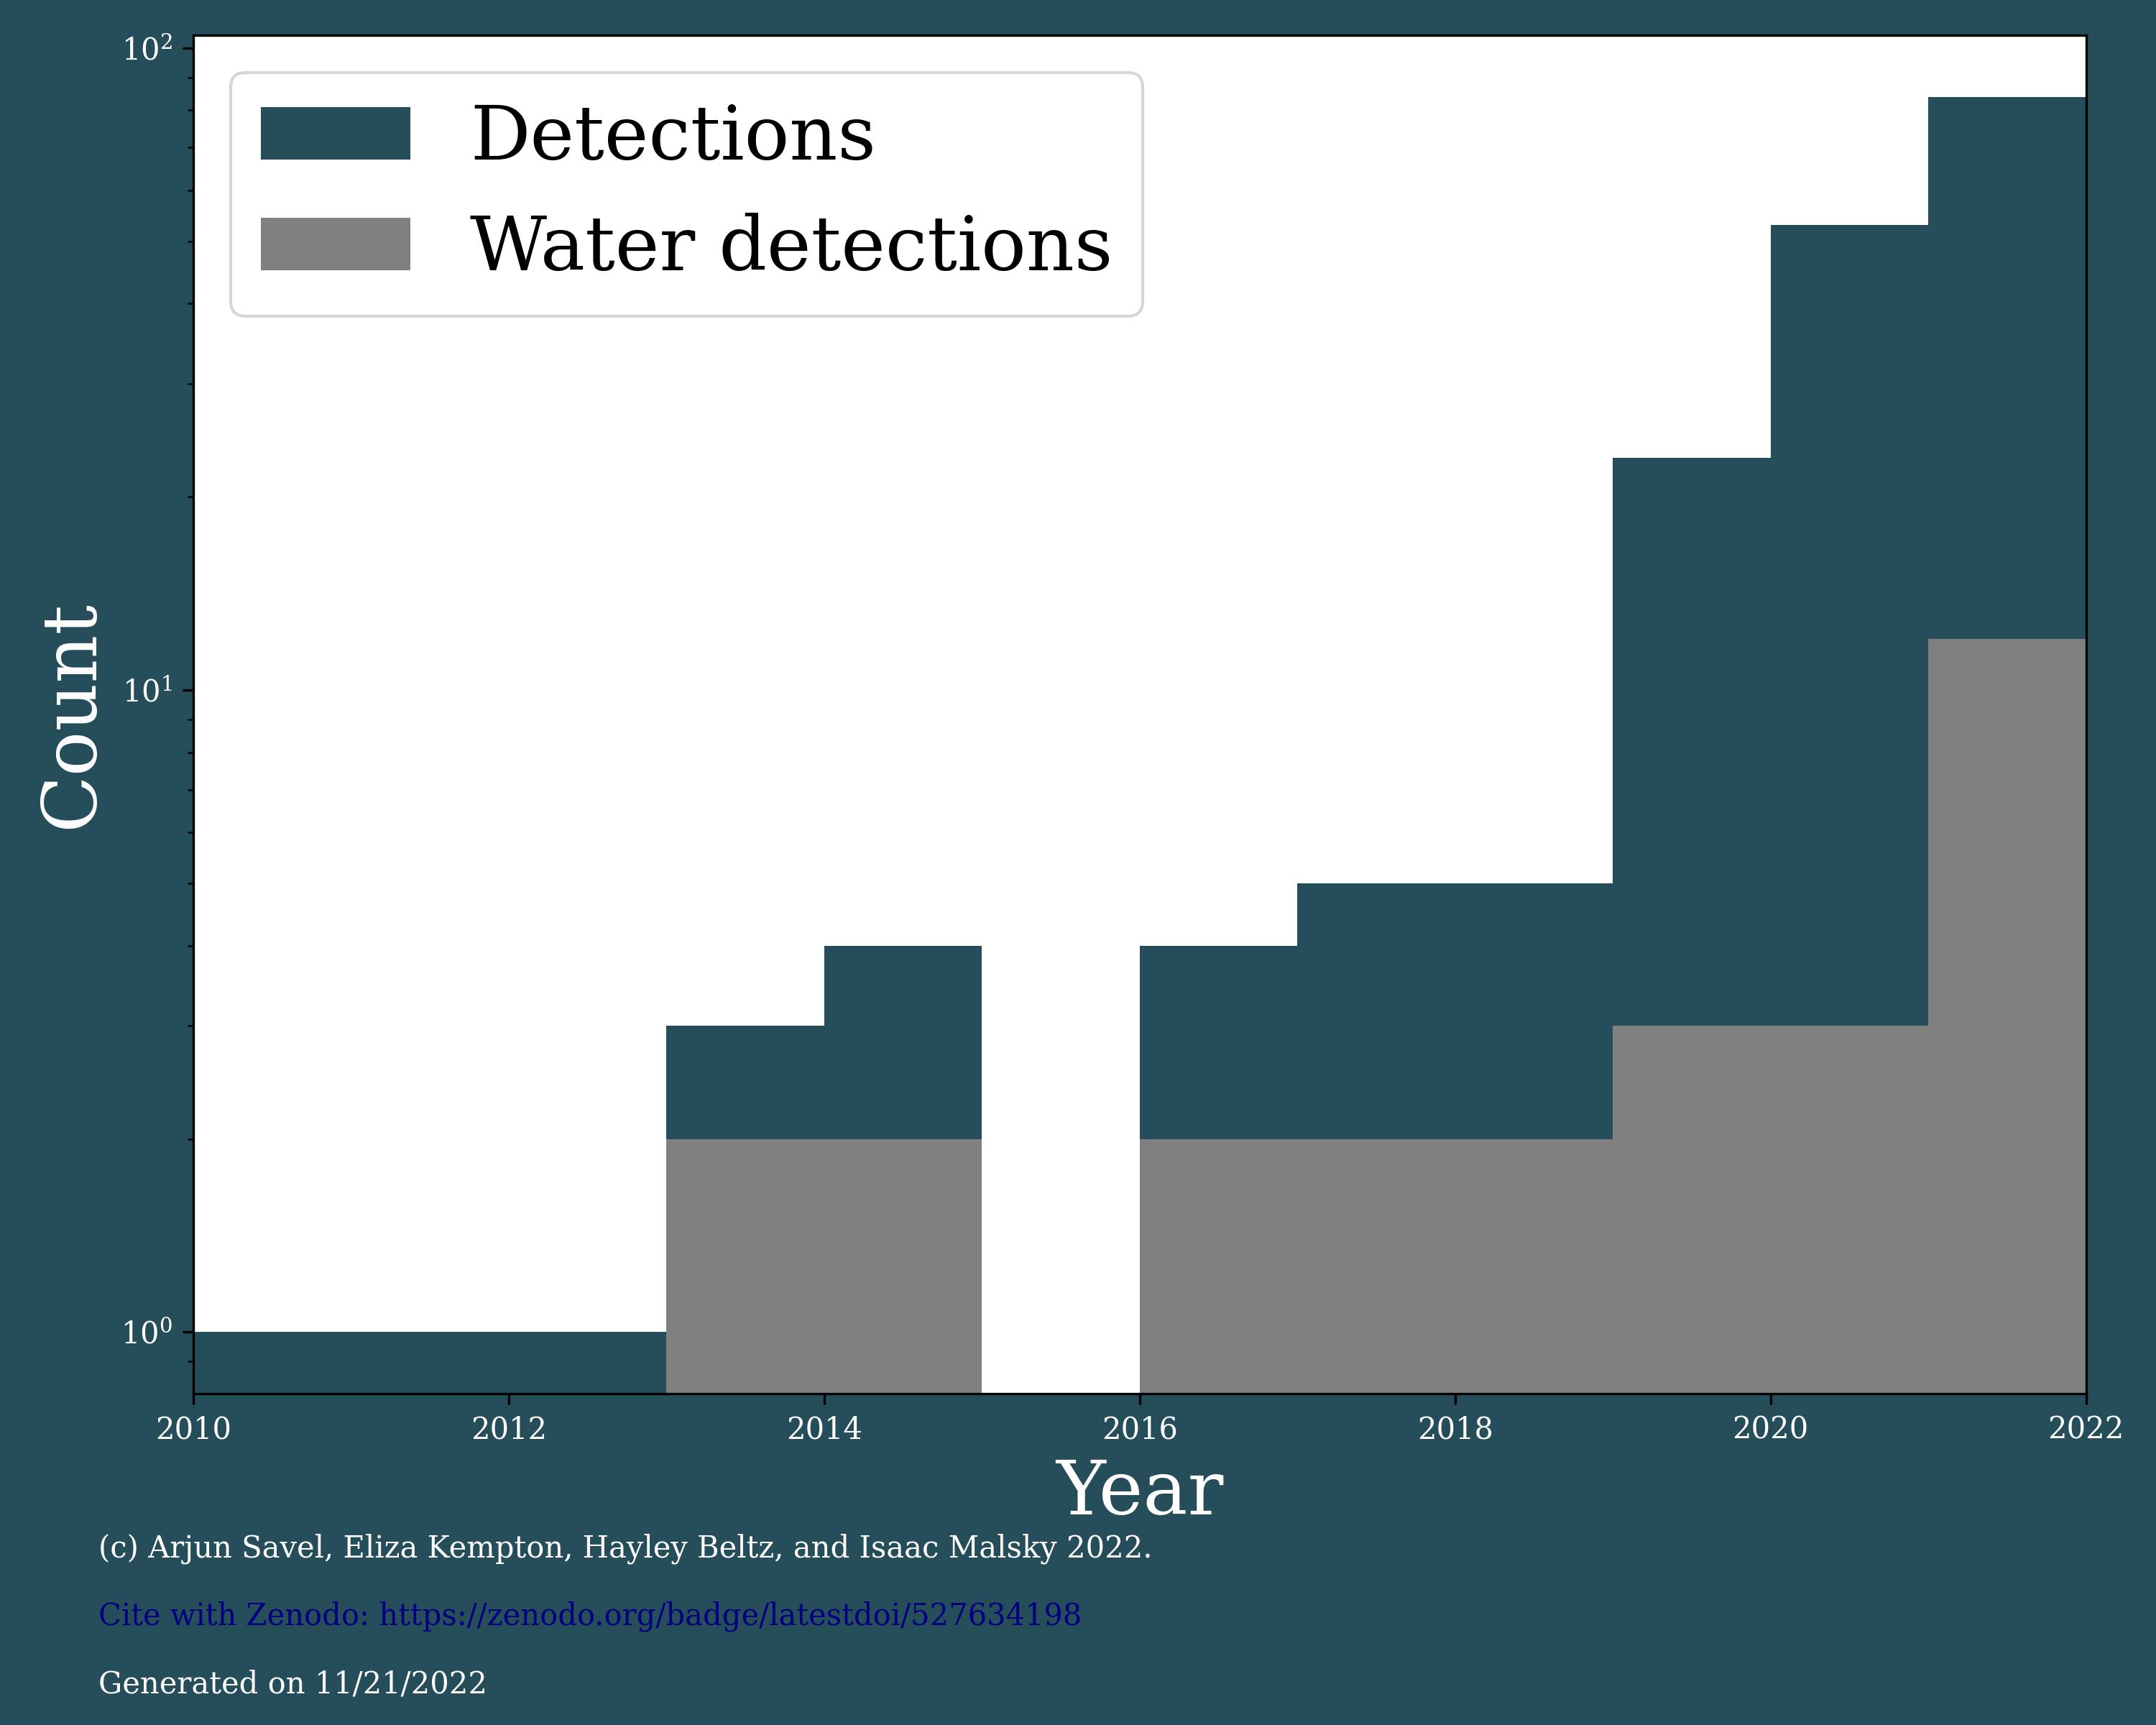 10²
Detections
Water detections
10¹
Count
10⁰
2010 2012 2014 2016 2018 2020 2022
Year
(c) Arjun Savel, Eliza Kempton, Hayley Beltz, and Isaac Malsky 2022.
Cite with Zenodo: https://zenodo.org/badge/latestdoi/527634198
Generated on 11/21/2022